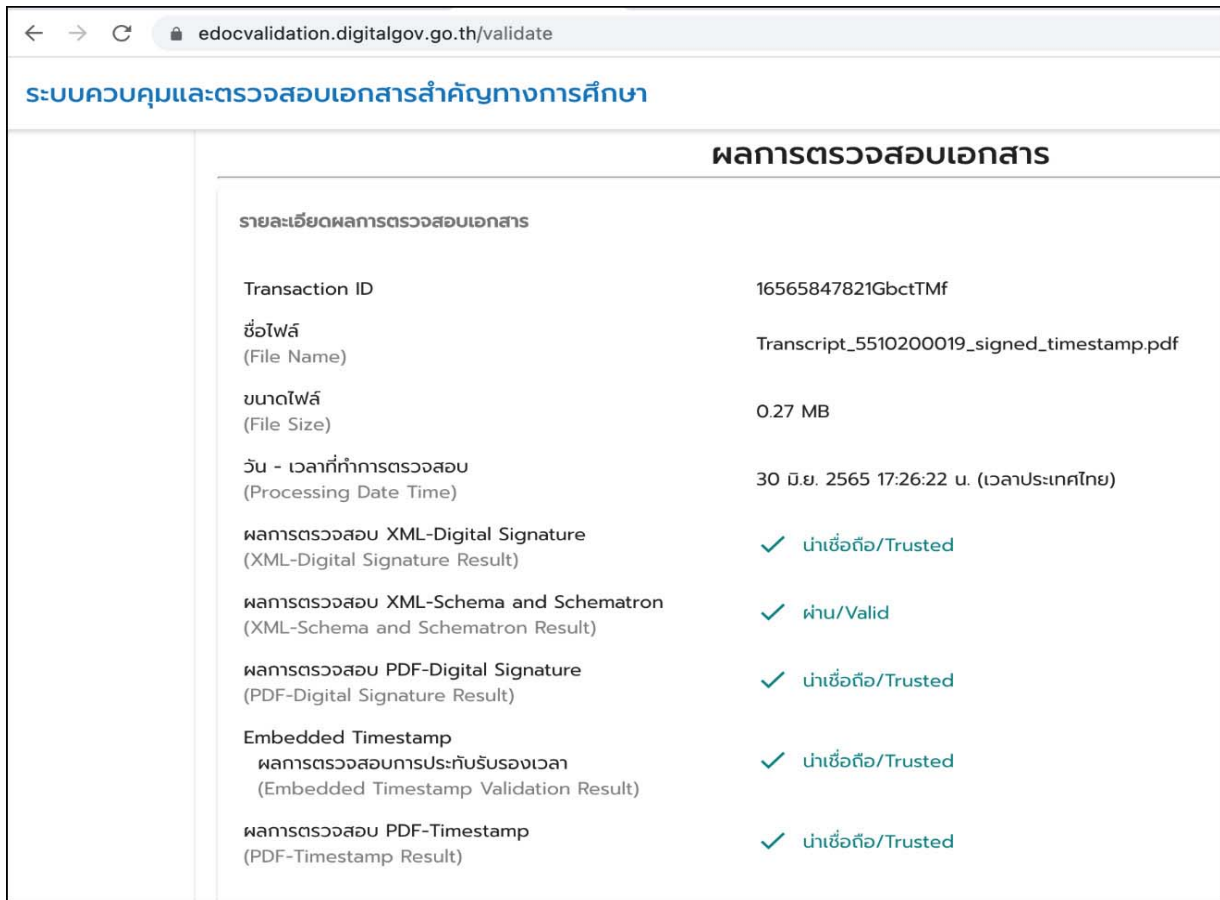 edocvalidation.digitalgov.go.th/validate
ระบบควบคุมและตรวจสอบเอกสารสำคัญทางการศึกษา
ผลการตรวจสอบเอกสาร
รายละเอียดผลการตรวจสอบเอกสาร
Transaction ID 16565847821GbctTMf
ชื่อไฟล์
(File Name) Transcript_5510200019_signed_timestamp.pdf
ขนาดไฟล์
(File Size) 0.27 MB
วัน - เวลาที่ทำการตรวจสอบ
(Processing Date Time) 30 มิ.ย. 2565 17:26:22 น. (เวลาประเทศไทย)
ผลการตรวจสอบ XML-Digital Signature
(XML-Digital Signature Result) น่าเชื่อถือ/Trusted
ผลการตรวจสอบ XML-Schema and Schematron
(XML-Schema and Schematron Result) ผ่าน/Valid
ผลการตรวจสอบ PDF-Digital Signature
(PDF-Digital Signature Result) น่าเชื่อถือ/Trusted
Embedded Timestamp
ผลการตรวจสอบการประทับรับรองเวลา น่าเชื่อถือ/Trusted
(Embedded Timestamp Validation Result)
ผลการตรวจสอบ PDF-Timestamp
(PDF-Timestamp Result) น่าเชื่อถือ/Trusted